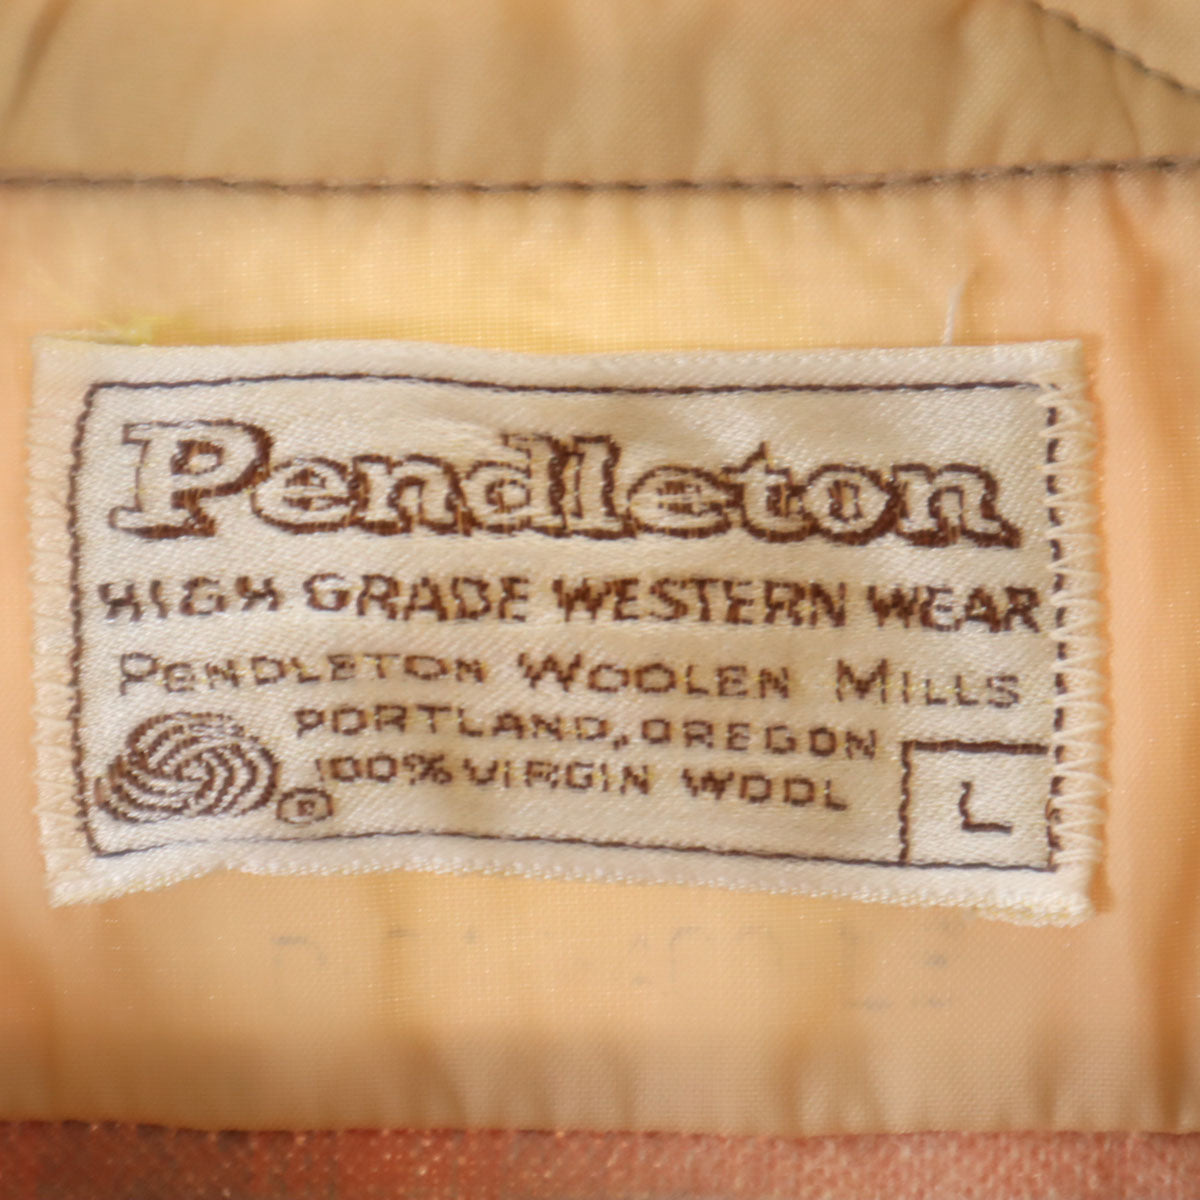 Pendleton
HIGH GRADE WESTERN WEAR
PENDLETON WOOLEN MILLS
PORTLAND, OREGON
100% VIRGIN WOOL
®
L